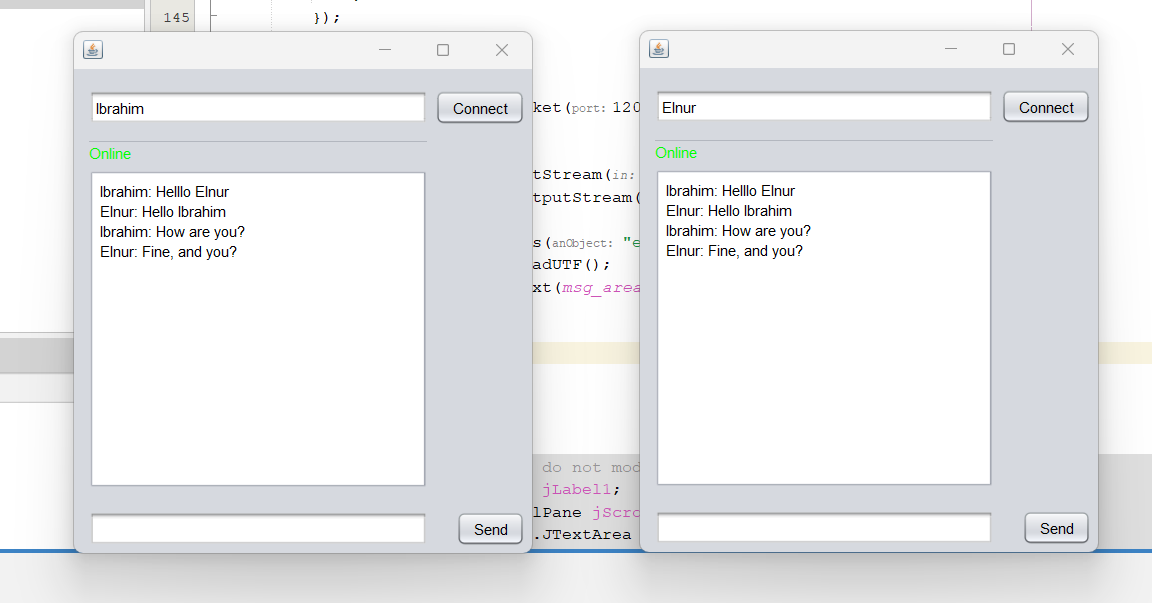 145
});
Ibrahim
Connect
Online
Ibrahim: Helllo Elnur
Elnur: Hello Ibrahim
Ibrahim: How are you?
Elnur: Fine, and you?
Send
ket(port: 120
tStream(in:
tputStream(
s(anObject: "e
adUTF();
xt(msg_area
do not mod
jLabel1;
lPane jScro
.JTextArea
Elnur
Connect
Online
Ibrahim: Helllo Elnur
Elnur: Hello Ibrahim
Ibrahim: How are you?
Elnur: Fine, and you?
Send